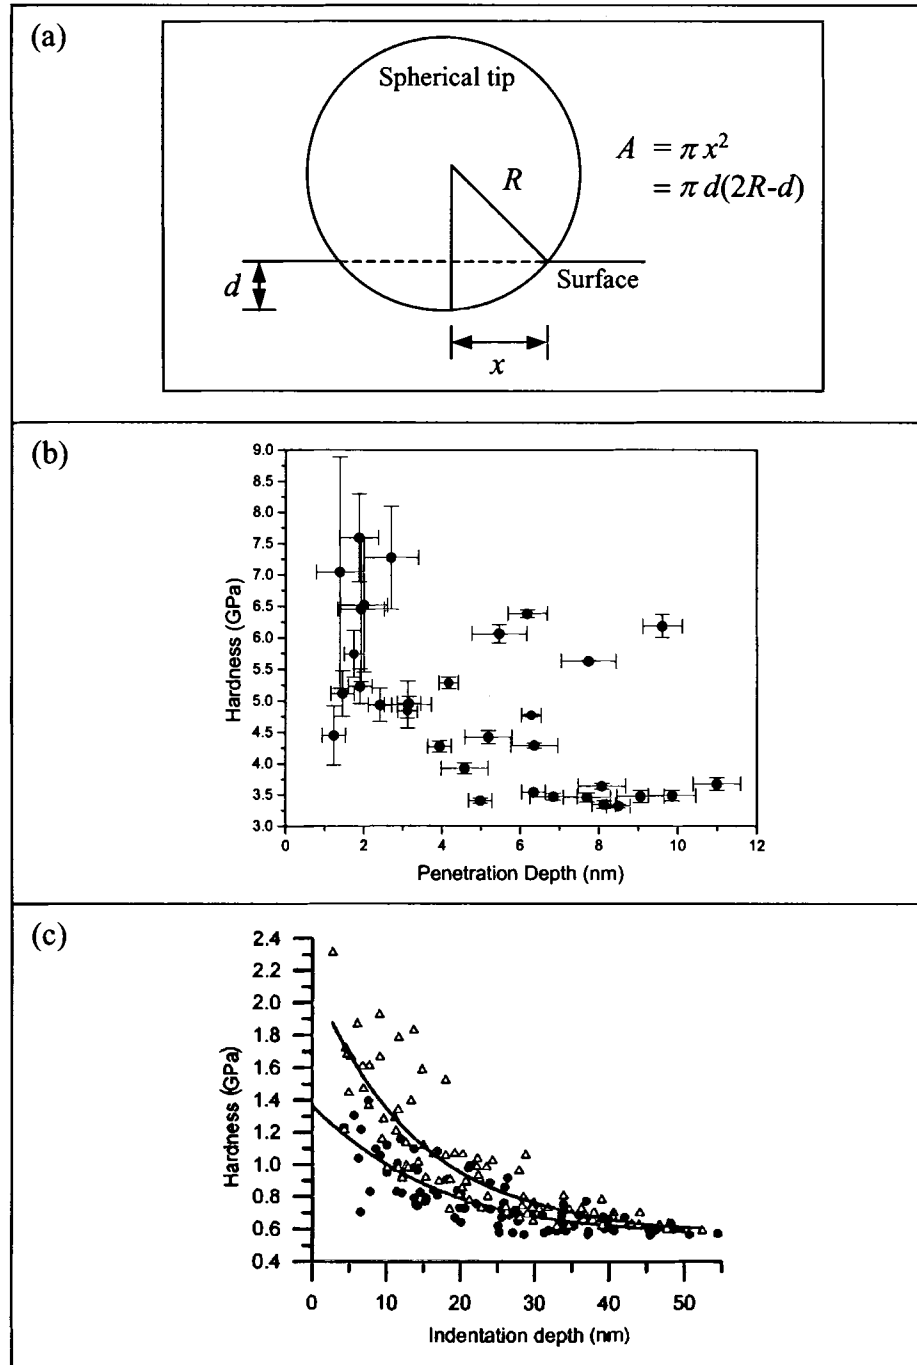 (a)
Spherical tip
R
A = π x²
= π d(2R-d)
d
Surface
x
(b)
Hardness (GPa)
9.0
8.5
8.0
7.5
7.0
6.5
6.0
5.5
5.0
4.5
4.0
3.5
3.0
0 2 4 6 8 10 12
Penetration Depth (nm)
(c)
Hardness (GPa)
2.4
2.2
2.0
1.8
1.6
1.4
1.2
1.0
0.8
0.6
0.4
0 10 20 30 40 50
Indentation depth (nm)